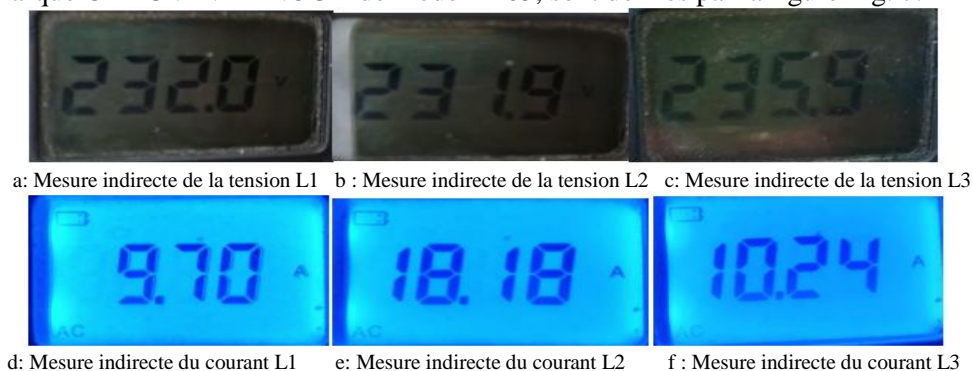 232.0 V
231.9 V
235.9 V
a: Mesure indirecte de la tension L1 b : Mesure indirecte de la tension L2 c: Mesure indirecte de la tension L3
9.70 A
AC
18.18 A
AC
10.24 A
d: Mesure indirecte du courant L1 e: Mesure indirecte du courant L2 f : Mesure indirecte du courant L3